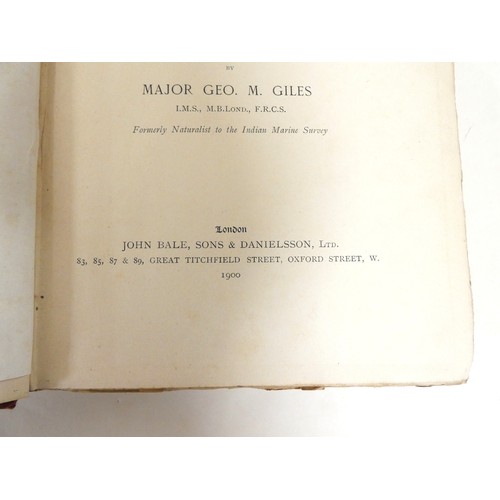 BY
MAJOR GEO. M. GILES
I.M.S., M.B.LOND., F.R.C.S.
Formerly Naturalist to the Indian Marine Survey
London
JOHN BALE, SONS & DANIELSSON, LTD.
83, 85, 87 & 89, GREAT TITCHFIELD STREET, OXFORD STREET, W.
1900